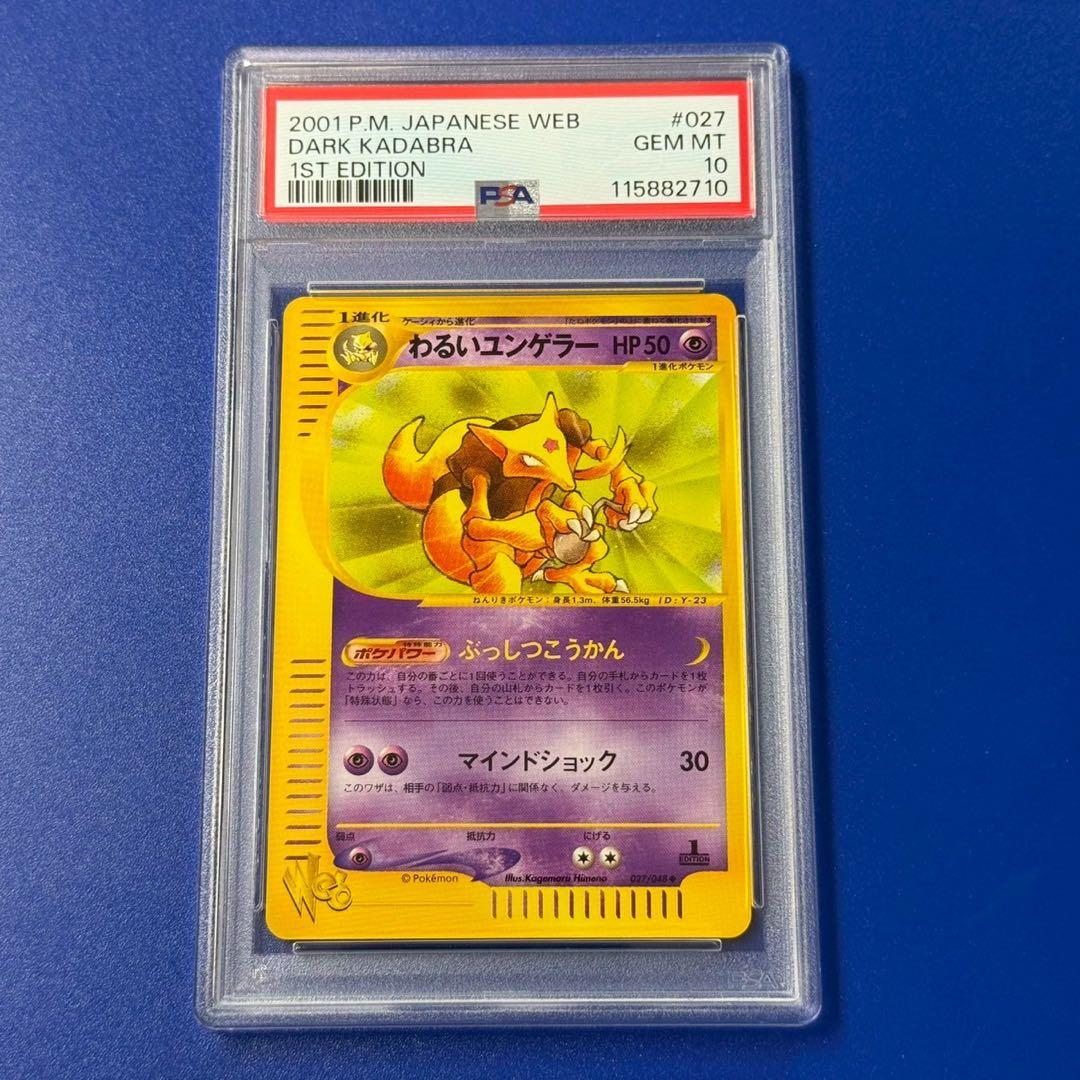 2001 P.M. JAPANESE WEB #027
DARK KADABRA GEM MT
1ST EDITION 10
PSA 115882710
1進化 ケーシィから進化
わるいユンゲラー HP50
1進化ポケモン
ねんりきポケモン:身長1.3m、体重56.5kg ID:Y-23
特殊能力
ポケパワー ぶっしつこうかん
この力は、自分の番ごとに1回使うことができる。自分の手札からカードを1枚
トラッシュする。その後、自分の山札からカードを1枚引く。このポケモンが
「特殊状態」なら、この力を使うことはできない。
マインドショック 30
このワザは、相手の「弱点・抵抗力」に関係なく、ダメージを与える。
弱点 抵抗力 にげる
1
EDITION
Web
©Pokémon Illus.Kagemaru Himeno 027/048
PSA